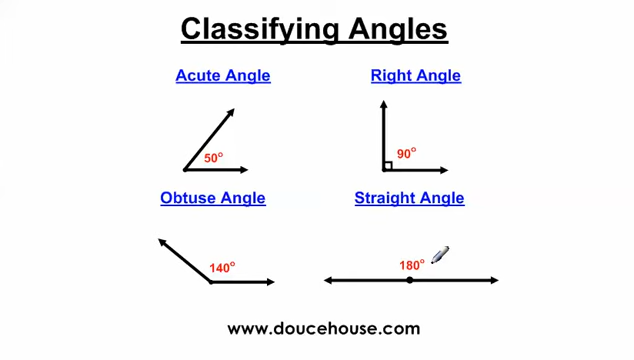 Classifying Angles
Acute Angle
Right Angle
50°
90°
Obtuse Angle
Straight Angle
140°
180°
www.doucehouse.com